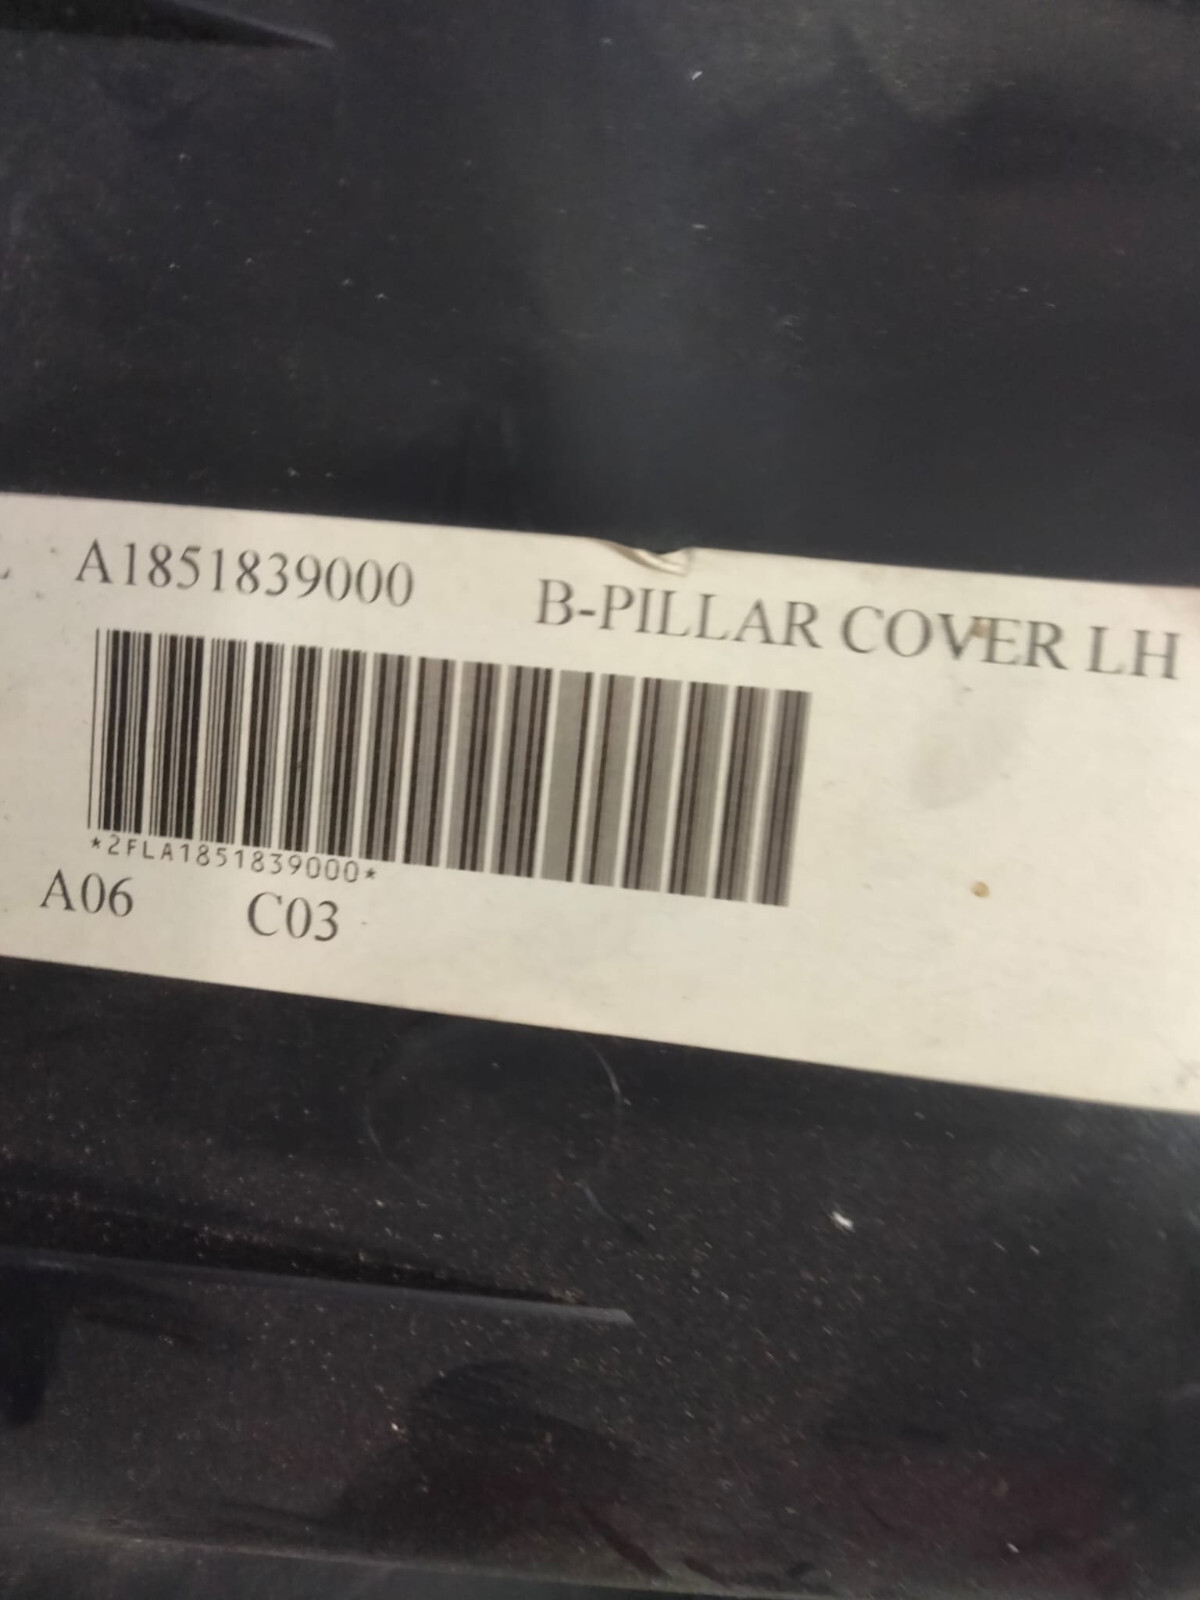 A1851839000 B-PILLAR COVER LH
*2FLA1851839000*
A06 C03